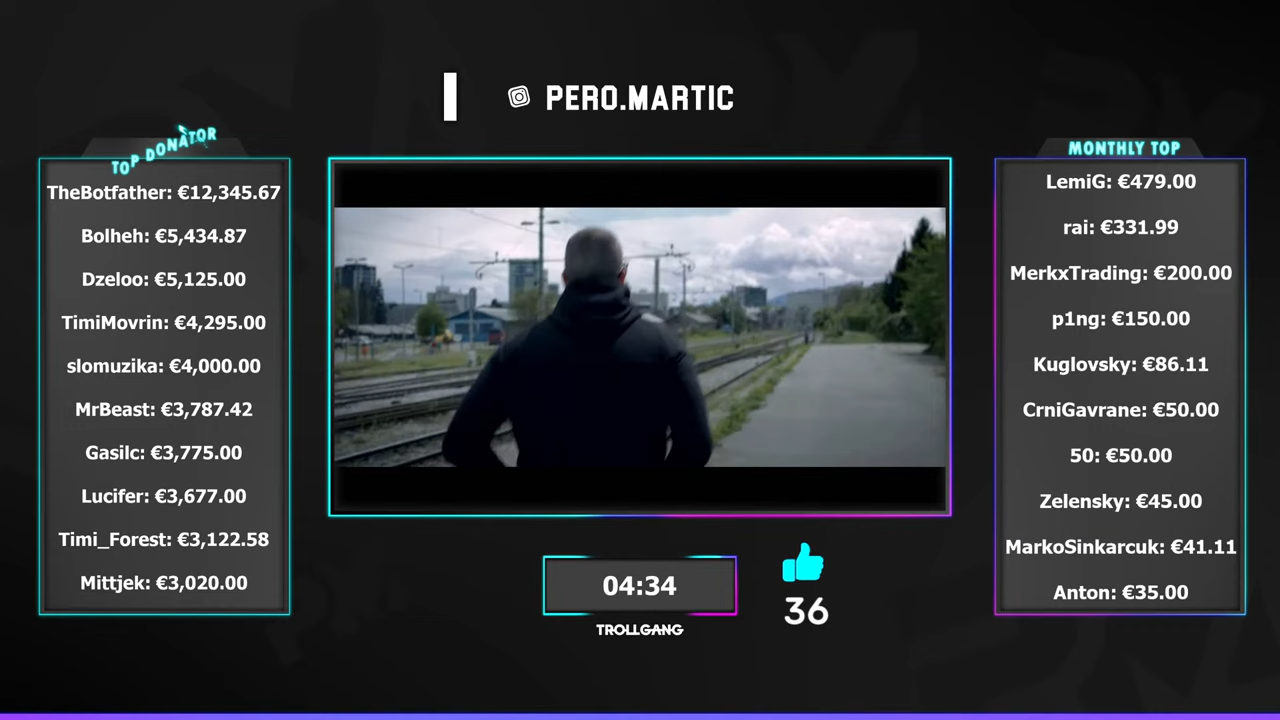 PERO.MARTIC
TOP DONATOR
TheBotfather: €12,345.67
Bolheh: €5,434.87
Dzeloo: €5,125.00
TimiMovrin: €4,295.00
slomuzika: €4,000.00
MrBeast: €3,787.42
Gasilc: €3,775.00
Lucifer: €3,677.00
Timi_Forest: €3,122.58
Mittjek: €3,020.00
MONTHLY TOP
LemiG: €479.00
rai: €331.99
MerkxTrading: €200.00
p1ng: €150.00
Kuglovsky: €86.11
CrniGavrane: €50.00
50: €50.00
Zelensky: €45.00
MarkoSinkarcuk: €41.11
Anton: €35.00
04:34
TROLLGANG
36